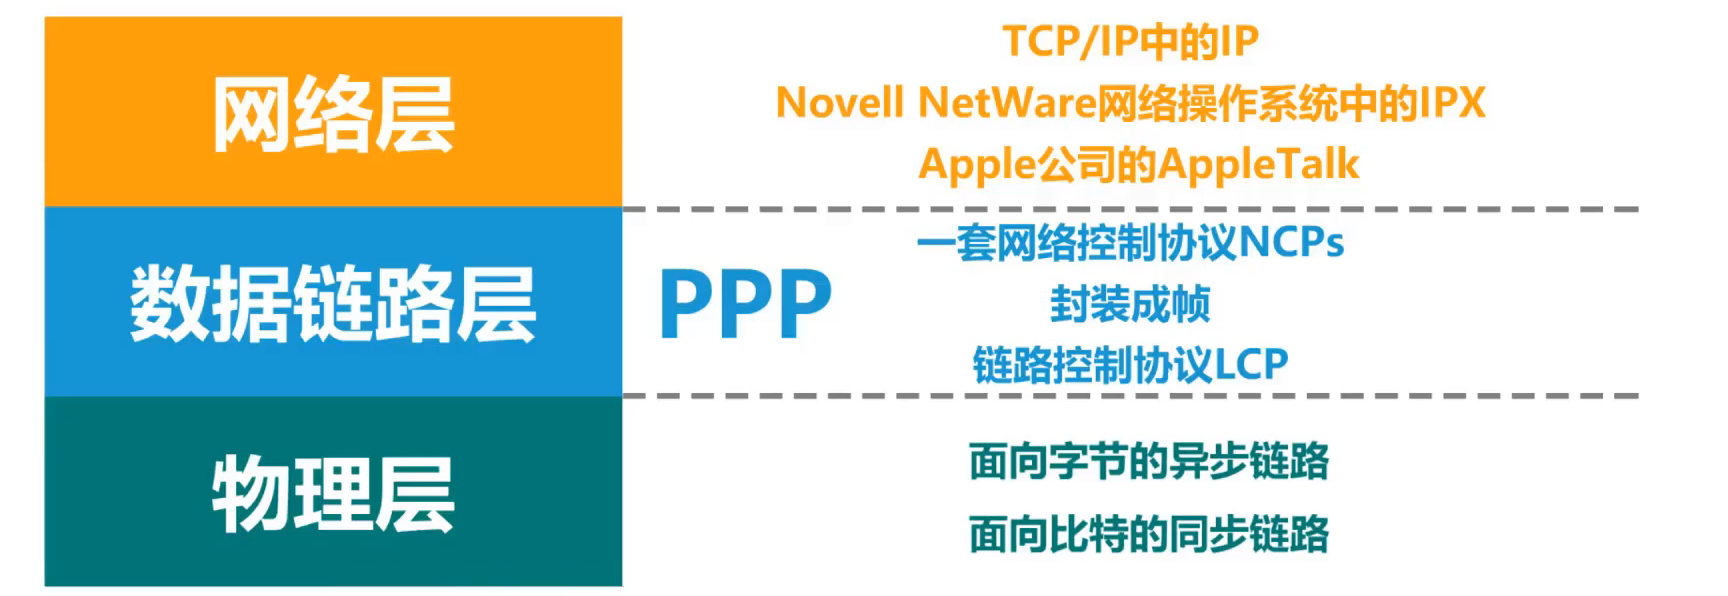 网络层
TCP/IP中的IP
Novell NetWare网络操作系统中的IPX
Apple公司的AppleTalk
数据链路层
PPP
一套网络控制协议NCPs
封装成帧
链路控制协议LCP
物理层
面向字节的异步链路
面向比特的同步链路